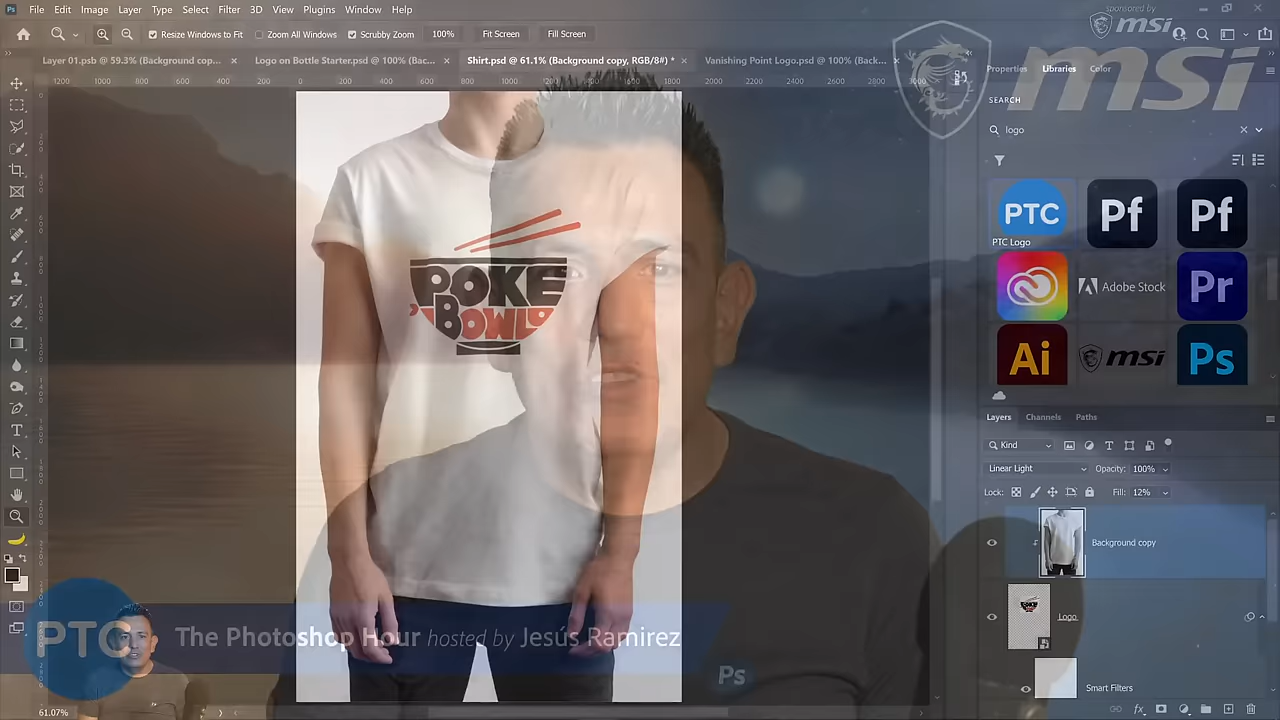 sponsored by
msi
File Edit Image Layer Type Select Filter 3D View Plugins Window Help
Resize Windows to Fit Zoom All Windows Scrubby Zoom 100% Fit Screen Fill Screen
Layer 01.psb @ 59.3% (Background cop... × Logo on Bottle Starter.psd @ 100% (Bac... × Shirt.psd @ 61.1% (Background copy, RGB/8#) * × Vanishing Point Logo.psd @ 100% (Back... ×
msi
Properties Libraries Color
SEARCH
logo
PTC Pf Pf
PTC Logo
Adobe Stock Pr
Ai msi Ps
POKE
BOWL
Layers Channels Paths
Kind
Linear Light Opacity: 100%
Lock: Fill: 12%
Background copy
Logo
Smart Filters
PTC The Photoshop Hour hosted by Jesús Ramirez
Ps
61.07%